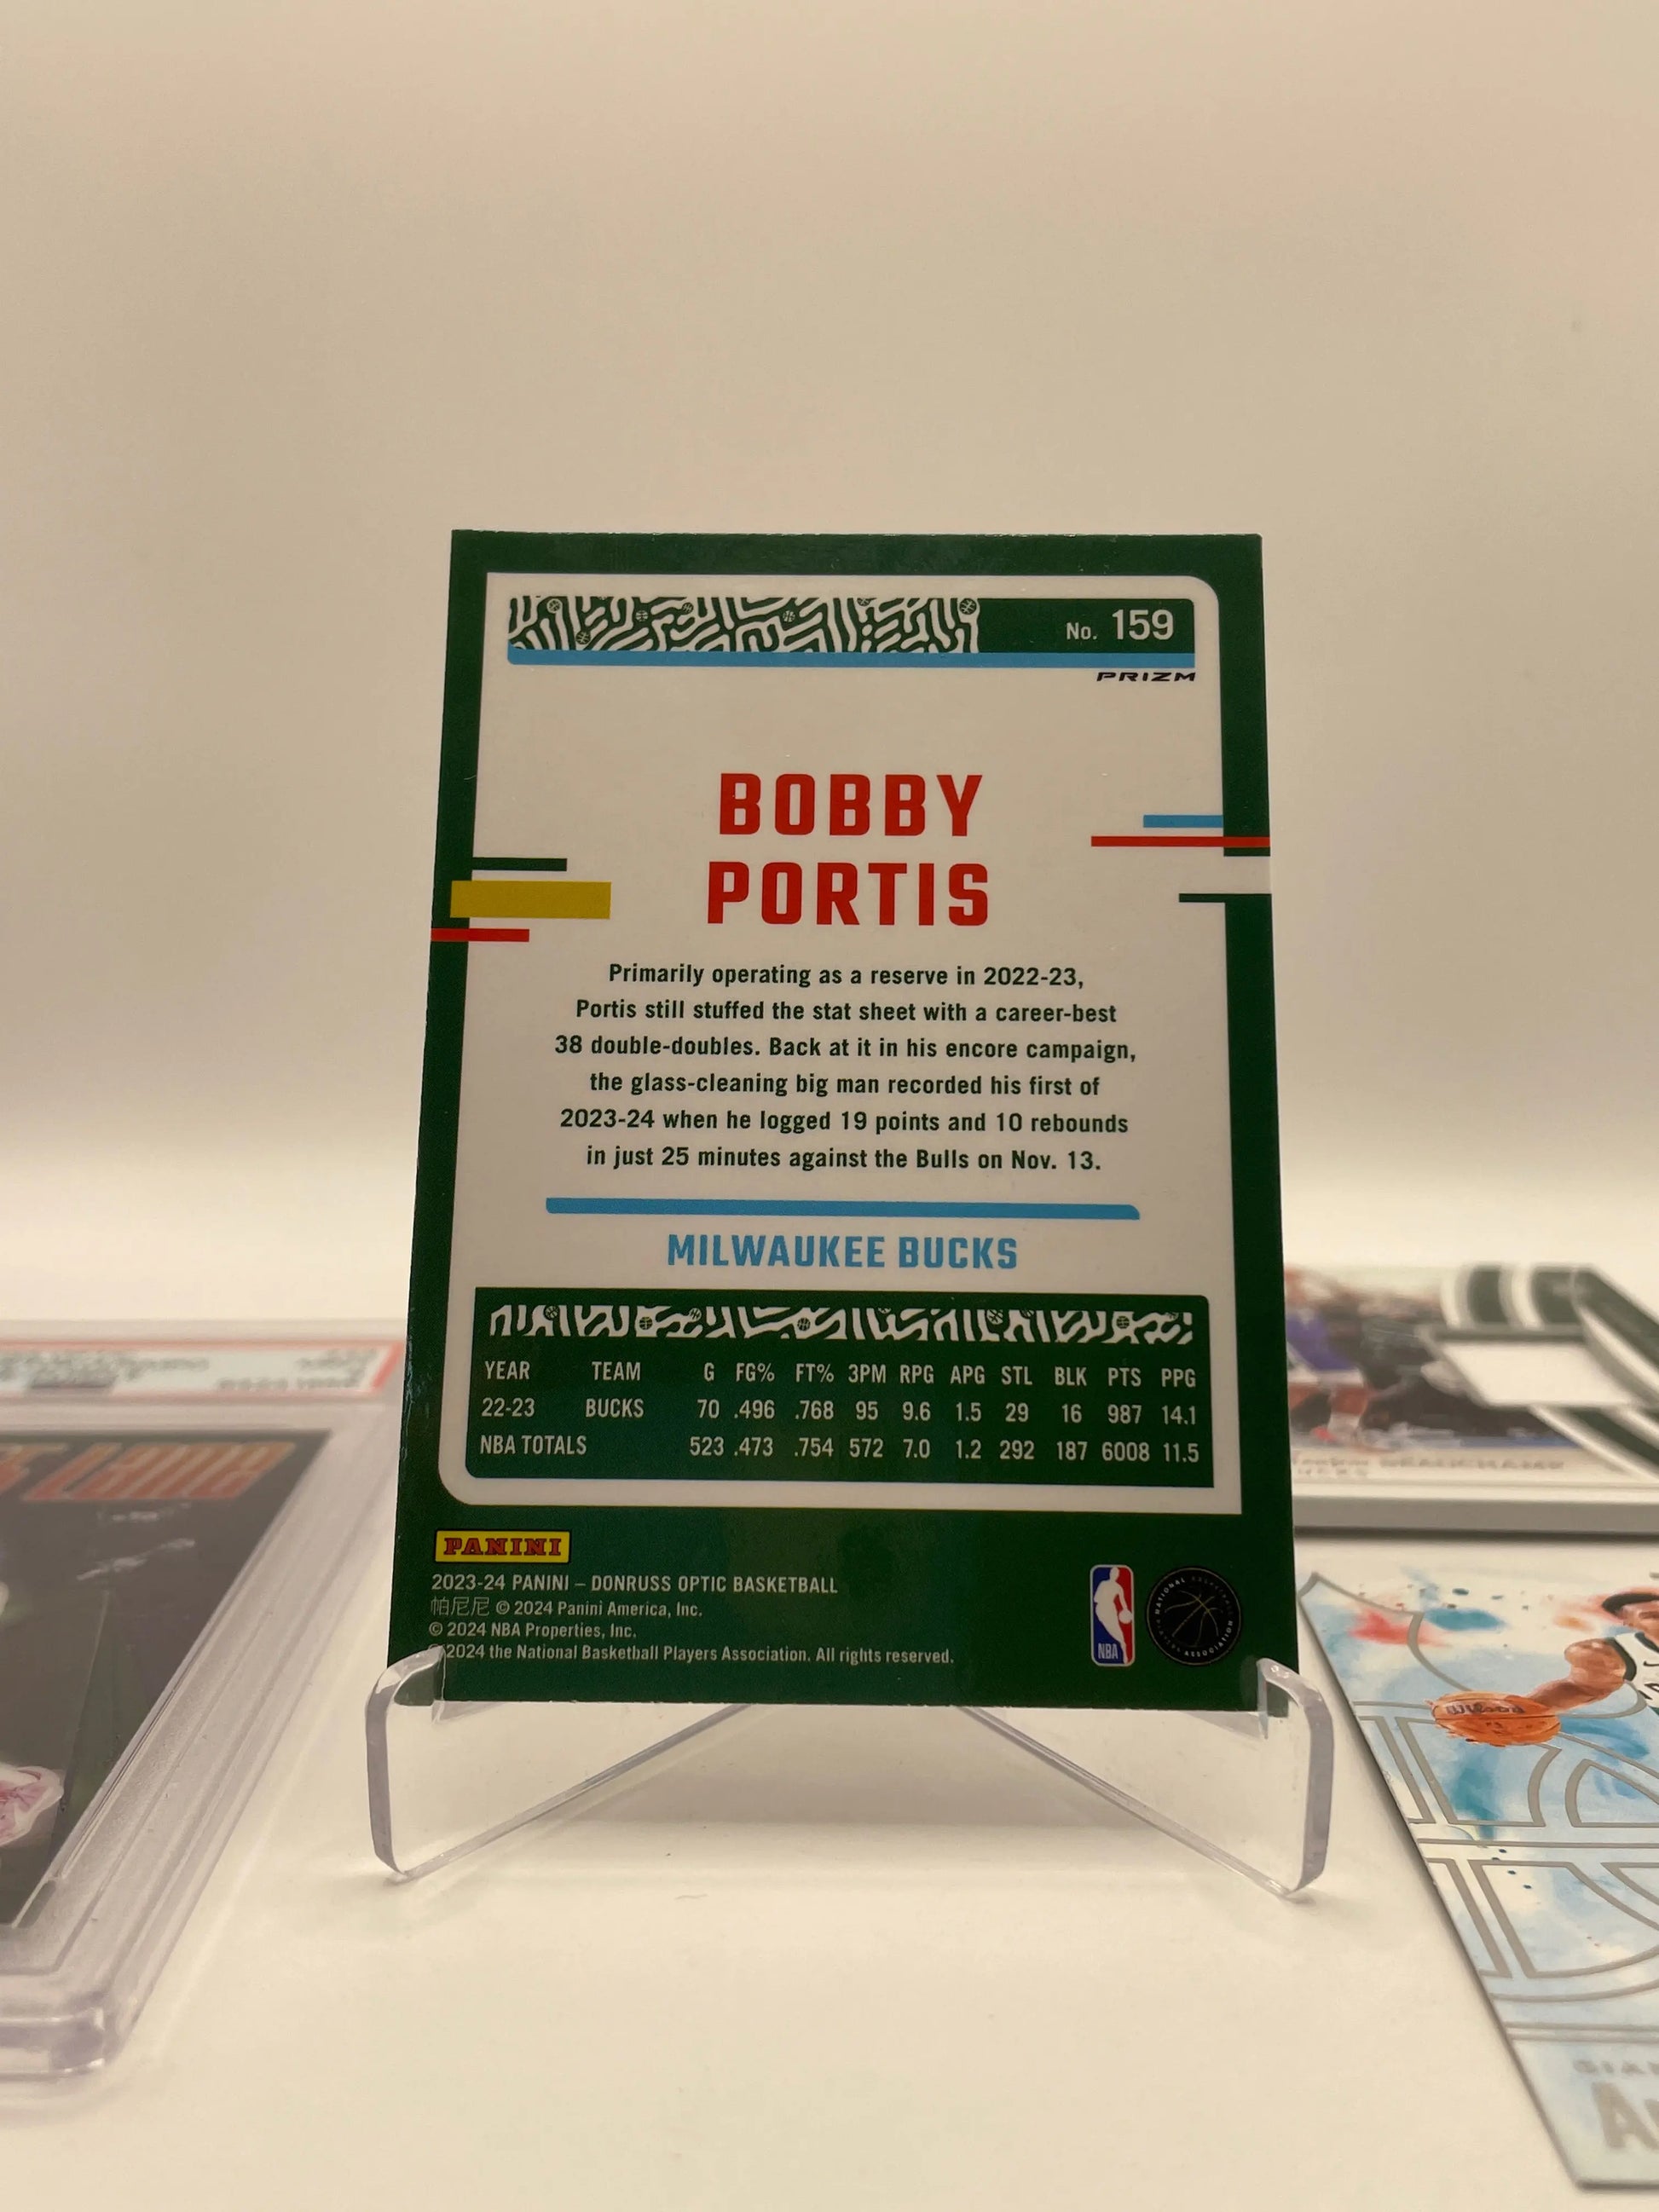 No. 159
PRIZM
BOBBY
PORTIS
Primarily operating as a reserve in 2022-23,
Portis still stuffed the stat sheet with a career-best
38 double-doubles. Back at it in his encore campaign,
the glass-cleaning big man recorded his first of
2023-24 when he logged 19 points and 10 rebounds
in just 25 minutes against the Bulls on Nov. 13.
MILWAUKEE BUCKS
YEAR TEAM G FG% FT% 3PM RPG APG STL BLK PTS PPG
22-23 BUCKS 70 .496 .768 95 9.6 1.5 29 16 987 14.1
NBA TOTALS 523 .473 .754 572 7.0 1.2 292 187 6008 11.5
PANINI
2023-24 PANINI – DONRUSS OPTIC BASKETBALL
帕尼尼 © 2024 Panini America, Inc.
© 2024 NBA Properties, Inc.
© 2024 the National Basketball Players Association. All rights reserved.
NBA
NATIONAL BASKETBALL PLAYERS ASSOCIATION